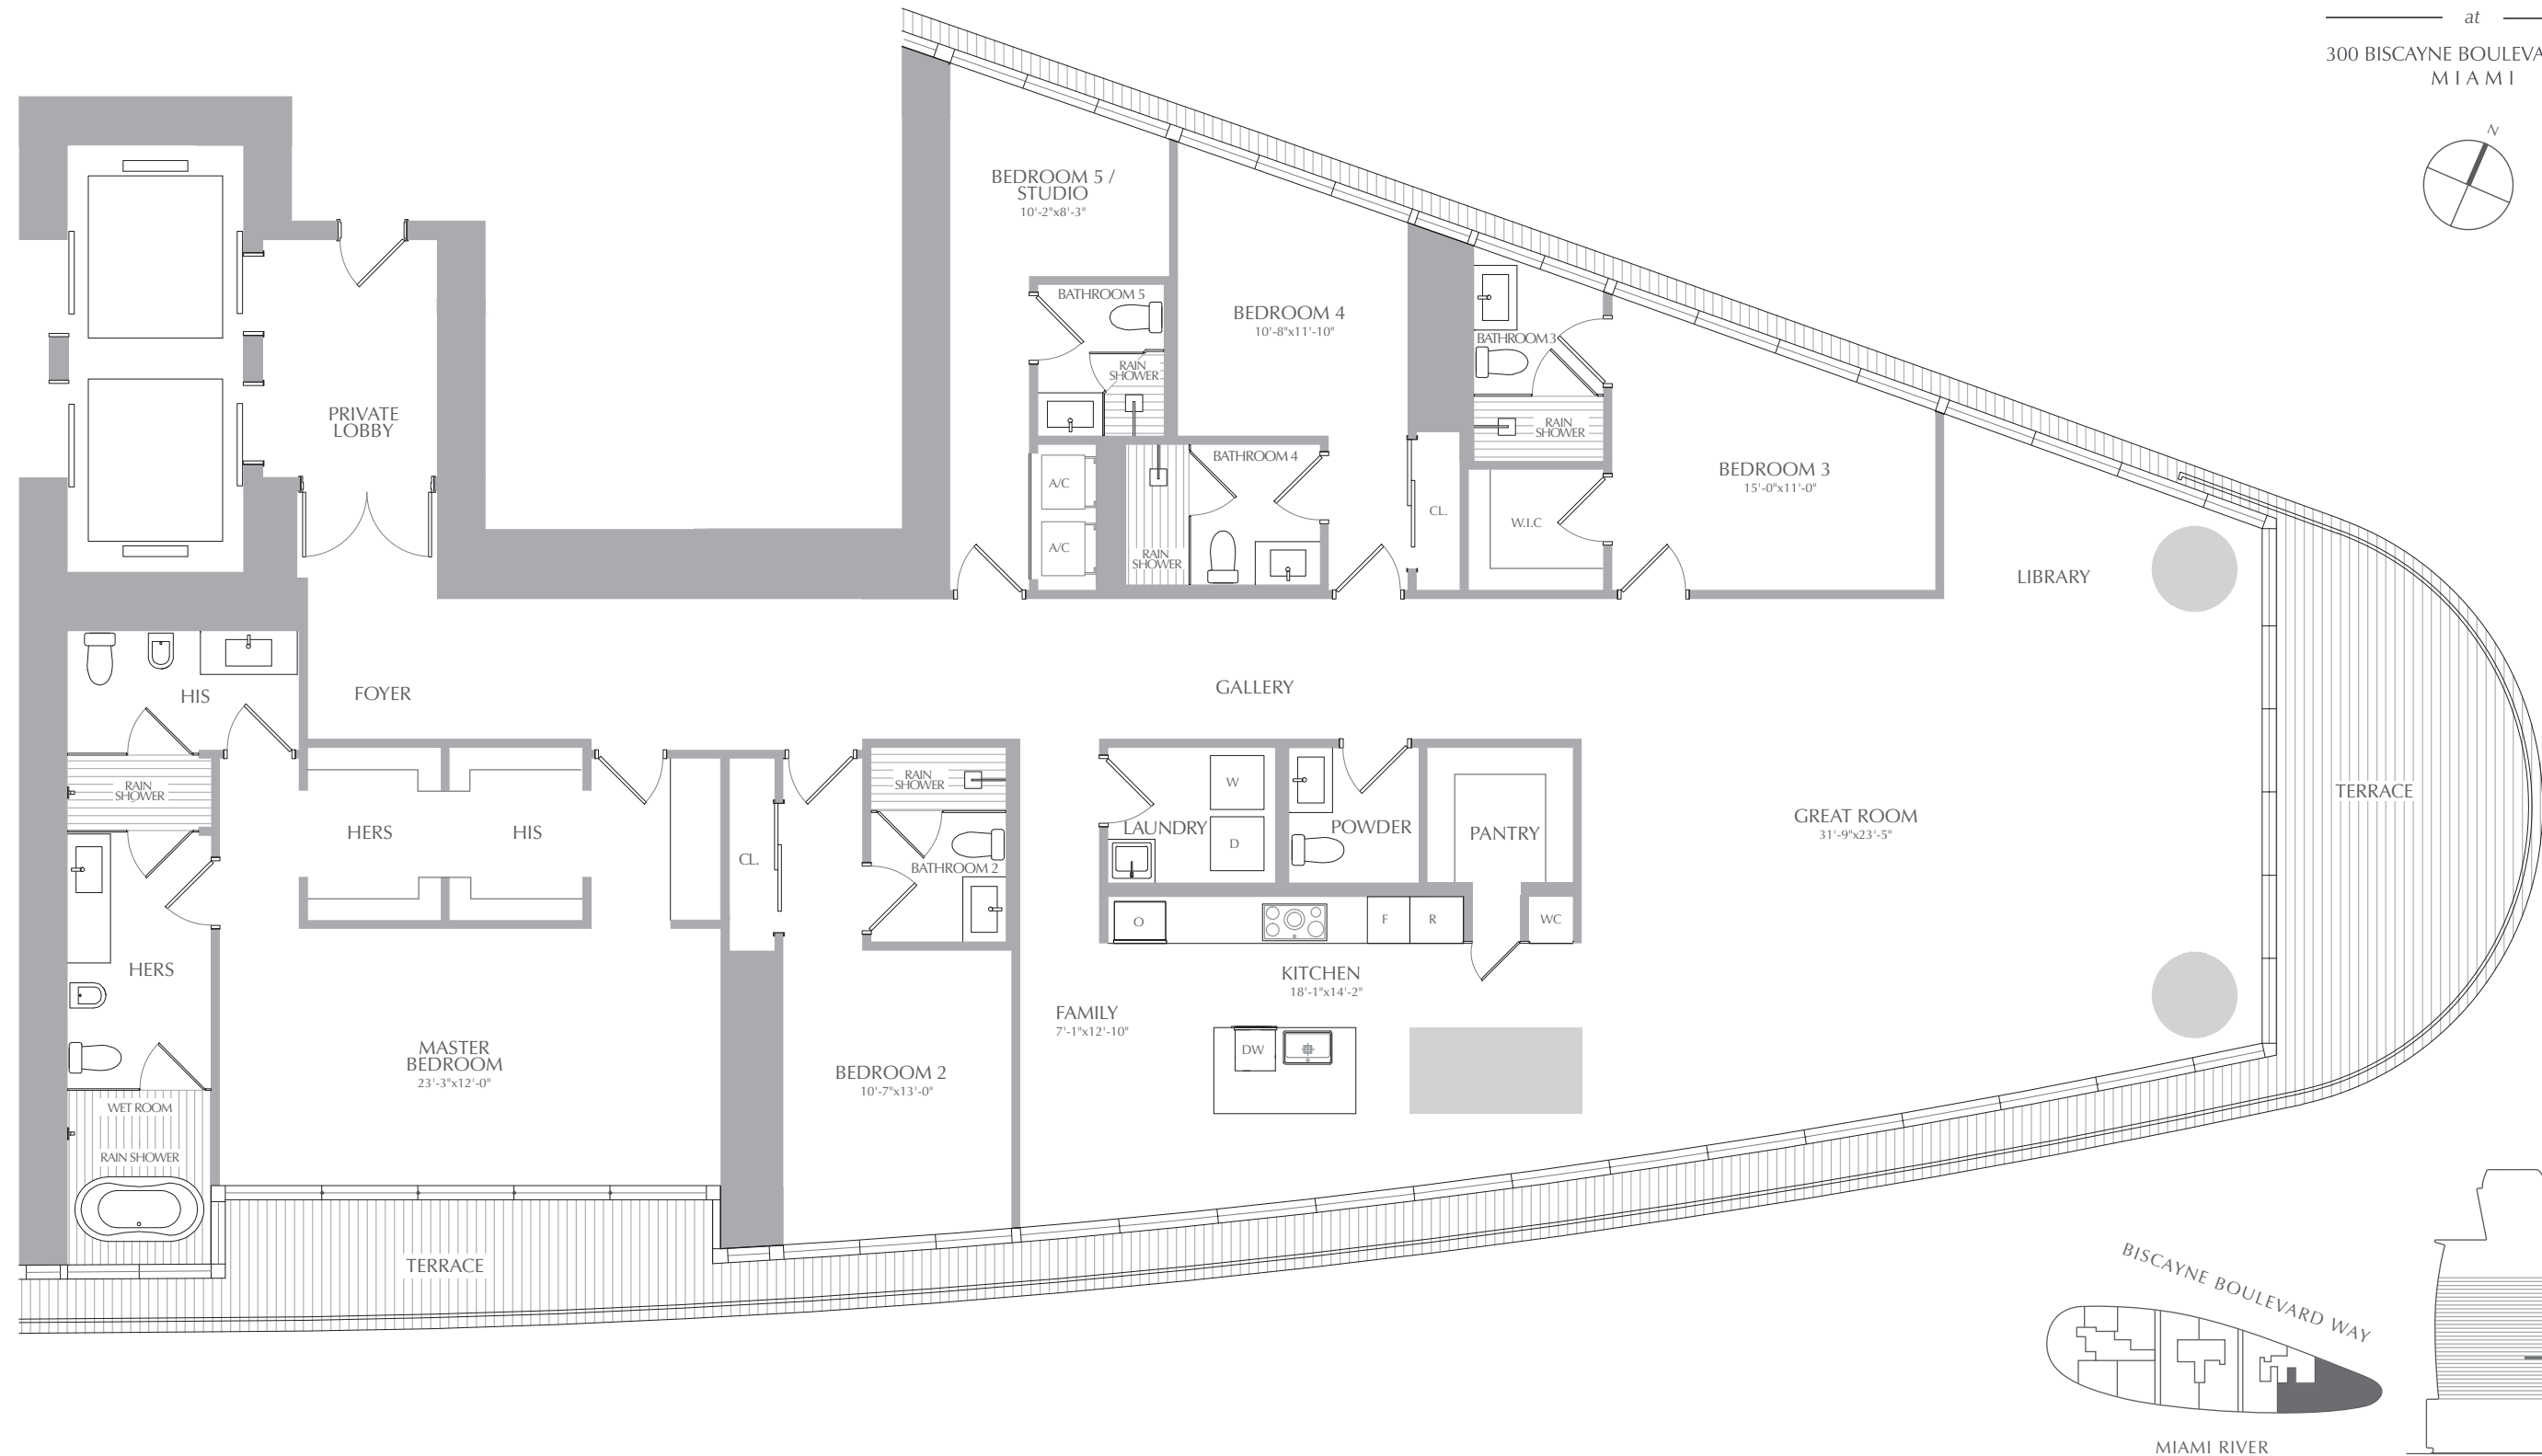 at
300 BISCAYNE BOULEVA
MIAMI
N
BEDROOM 5 /
STUDIO
10'-2"x8'-3"
BATHROOM 5
RAIN
SHOWER
BEDROOM 4
10'-8"x11'-10"
BATHROOM 3
RAIN
SHOWER
PRIVATE
LOBBY
A/C
A/C
BATHROOM 4
RAIN
SHOWER
CL.
W.I.C
BEDROOM 3
15'-0"x11'-0"
LIBRARY
HIS
FOYER
GALLERY
RAIN
SHOWER
HERS
HIS
CL.
RAIN
SHOWER
BATHROOM 2
W
D
LAUNDRY
POWDER
PANTRY
GREAT ROOM
31'-9"x23'-5"
TERRACE
HERS
O
F
R
WC
KITCHEN
18'-1"x14'-2"
FAMILY
7'-1"x12'-10"
DW
MASTER
BEDROOM
23'-3"x12'-0"
BEDROOM 2
10'-7"x13'-0"
WET ROOM
RAIN SHOWER
TERRACE
BISCAYNE BOULEVARD WAY
MIAMI RIVER